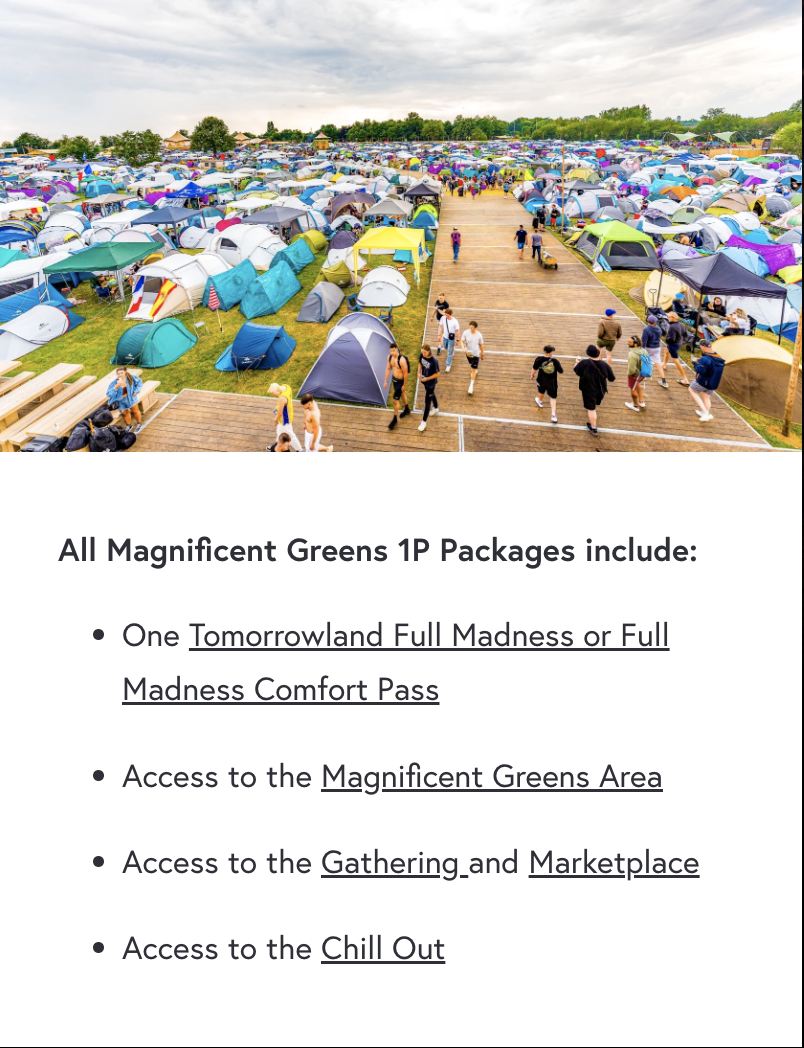 All Magnificent Greens 1P Packages include:
One Tomorrowland Full Madness or Full
Madness Comfort Pass
Access to the Magnificent Greens Area
Access to the Gathering and Marketplace
Access to the Chill Out